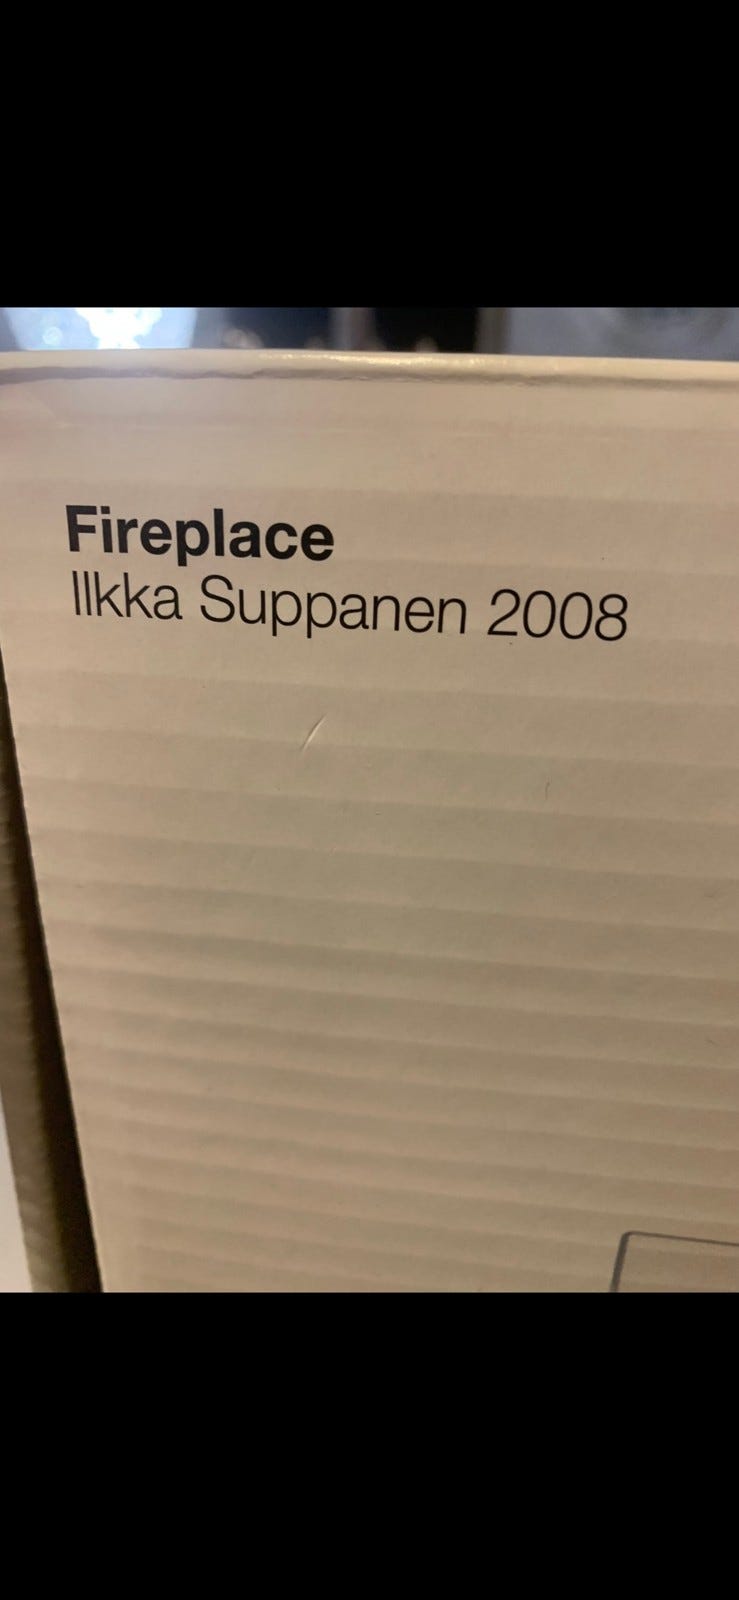 Fireplace
Ilkka Suppanen 2008